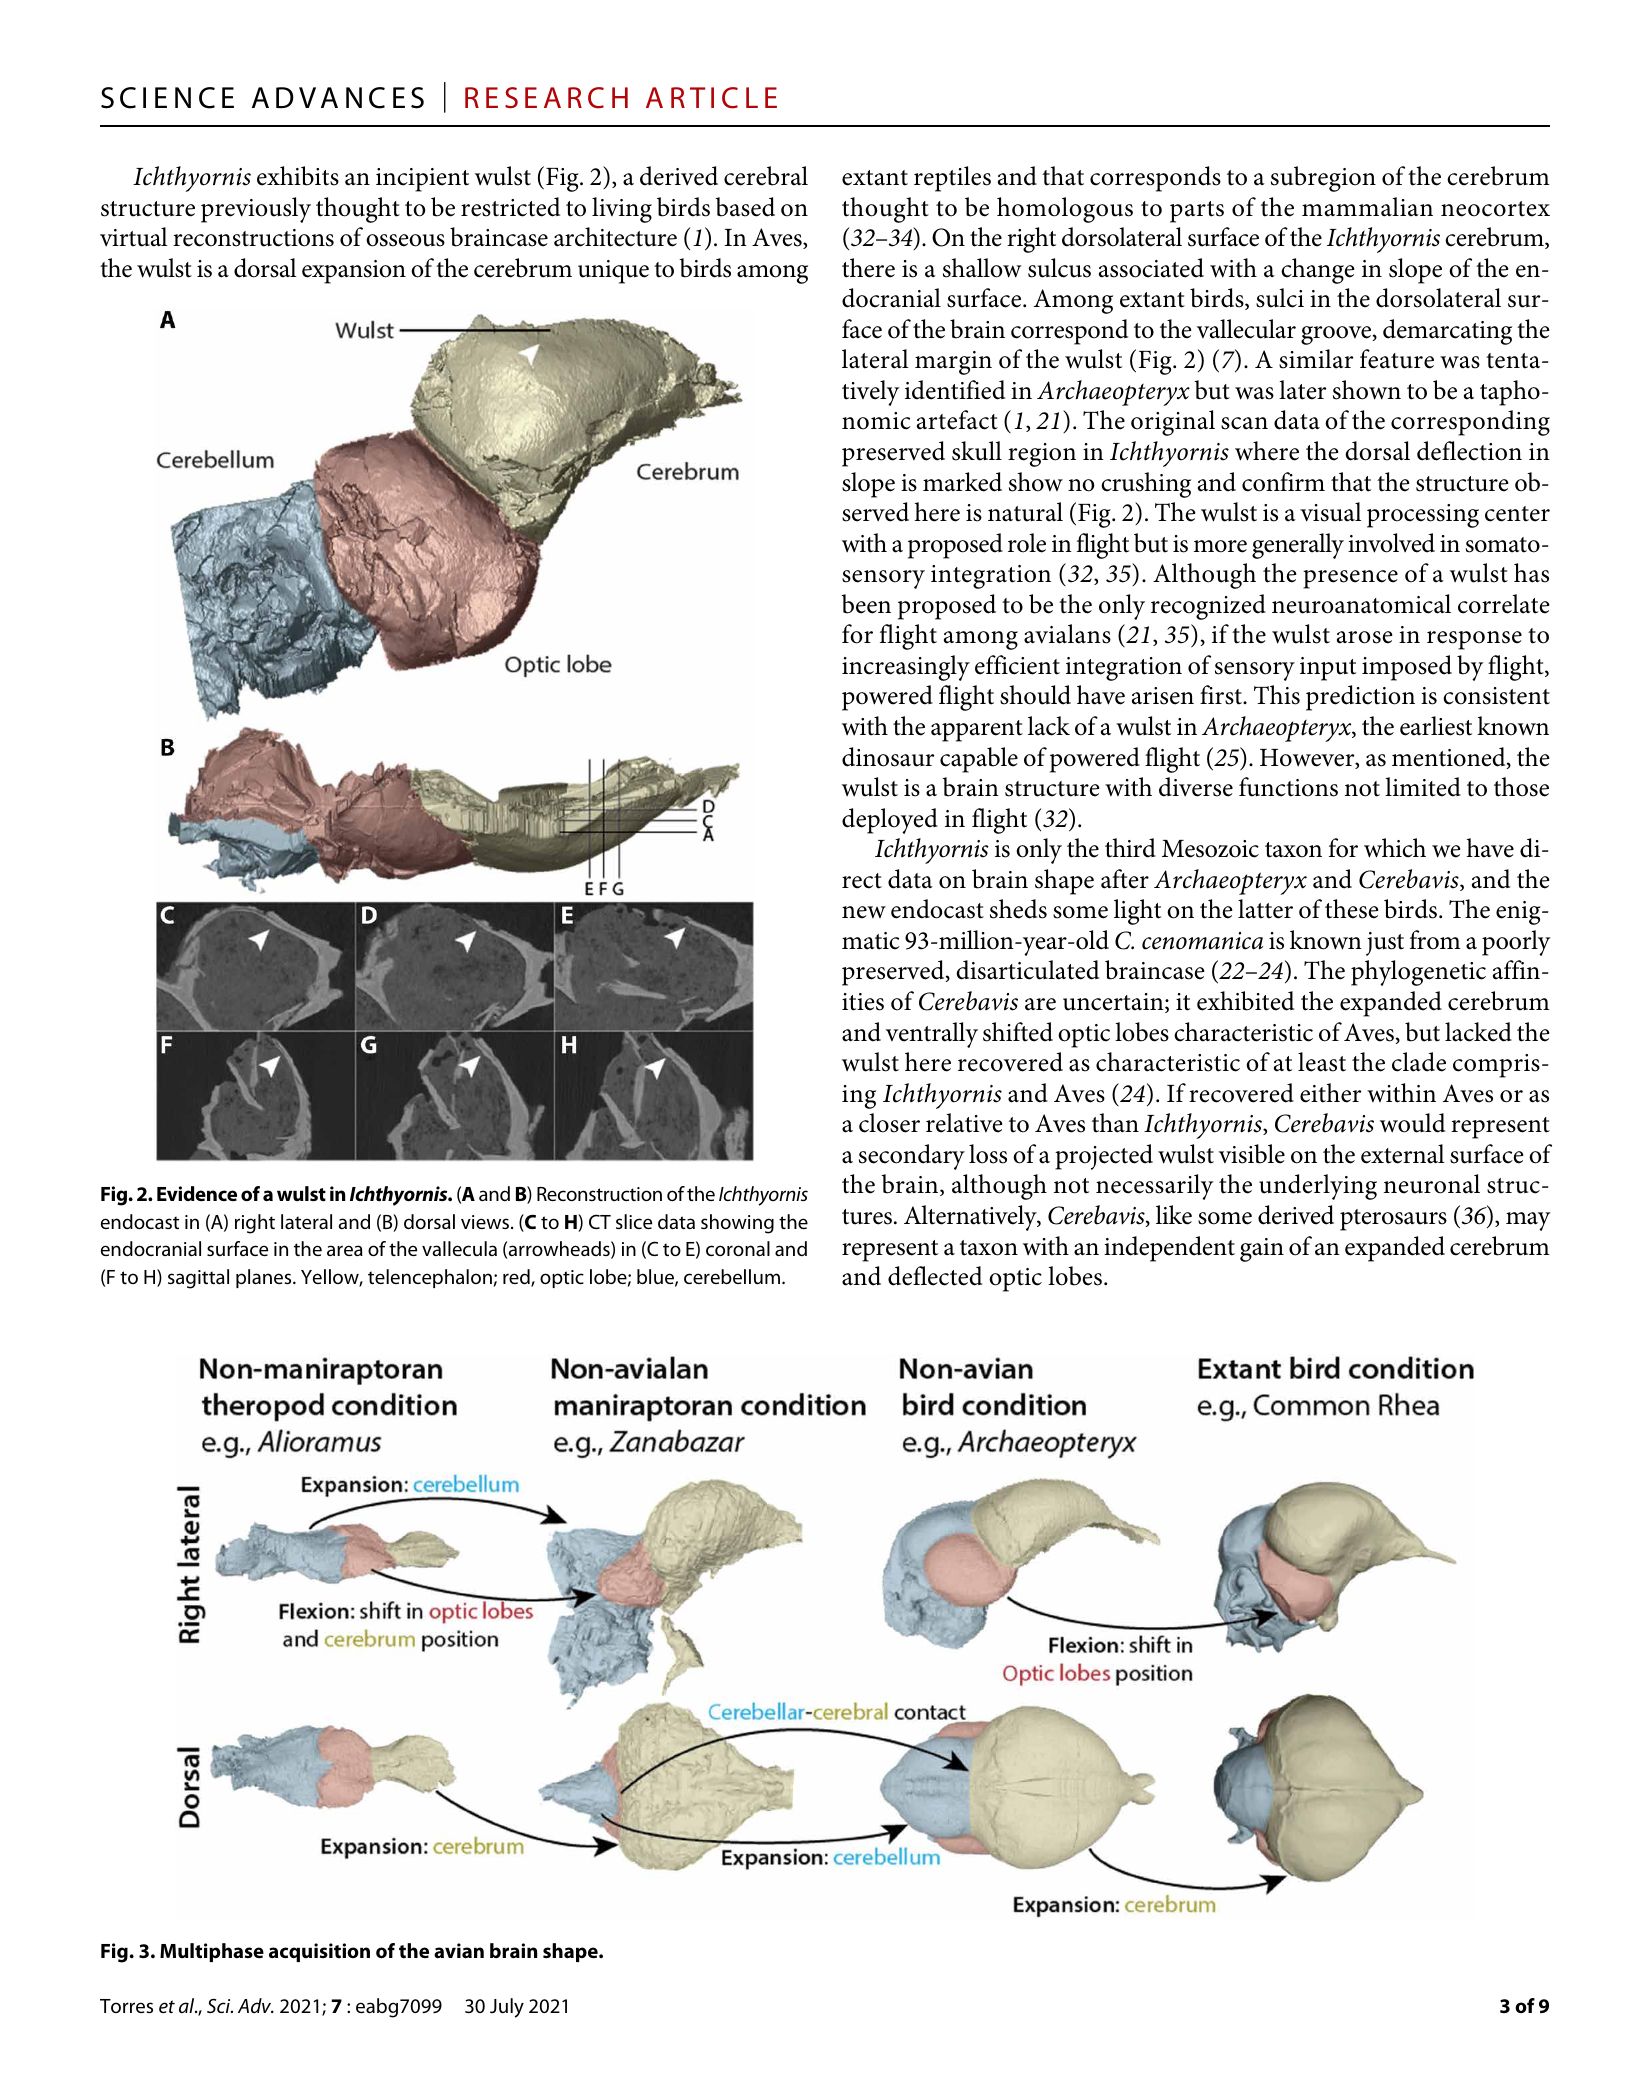 SCIENCE ADVANCES | RESEARCH ARTICLE
Ichthyornis exhibits an incipient wulst (Fig. 2), a derived cerebral
structure previously thought to be restricted to living birds based on
virtual reconstructions of osseous braincase architecture (1). In Aves,
the wulst is a dorsal expansion of the cerebrum unique to birds among
A
Wulst
Cerebellum
Cerebrum
Optic lobe
B
D
C
A
E F G
C
D
E
F
G
H
Fig. 2. Evidence of a wulst in Ichthyornis. (A and B) Reconstruction of the Ichthyornis
endocast in (A) right lateral and (B) dorsal views. (C to H) CT slice data showing the
endocranial surface in the area of the vallecula (arrowheads) in (C to E) coronal and
(F to H) sagittal planes. Yellow, telencephalon; red, optic lobe; blue, cerebellum.
extant reptiles and that corresponds to a subregion of the cerebrum
thought to be homologous to parts of the mammalian neocortex
(32–34). On the right dorsolateral surface of the Ichthyornis cerebrum,
there is a shallow sulcus associated with a change in slope of the en-
docranial surface. Among extant birds, sulci in the dorsolateral sur-
face of the brain correspond to the vallecular groove, demarcating the
lateral margin of the wulst (Fig. 2) (7). A similar feature was tenta-
tively identified in Archaeopteryx but was later shown to be a tapho-
nomic artefact (1, 21). The original scan data of the corresponding
preserved skull region in Ichthyornis where the dorsal deflection in
slope is marked show no crushing and confirm that the structure ob-
served here is natural (Fig. 2). The wulst is a visual processing center
with a proposed role in flight but is more generally involved in somato-
sensory integration (32, 35). Although the presence of a wulst has
been proposed to be the only recognized neuroanatomical correlate
for flight among avialans (21, 35), if the wulst arose in response to
increasingly efficient integration of sensory input imposed by flight,
powered flight should have arisen first. This prediction is consistent
with the apparent lack of a wulst in Archaeopteryx, the earliest known
dinosaur capable of powered flight (25). However, as mentioned, the
wulst is a brain structure with diverse functions not limited to those
deployed in flight (32).
Ichthyornis is only the third Mesozoic taxon for which we have di-
rect data on brain shape after Archaeopteryx and Cerebavis, and the
new endocast sheds some light on the latter of these birds. The enig-
matic 93-million-year-old C. cenomanica is known just from a poorly
preserved, disarticulated braincase (22–24). The phylogenetic affin-
ities of Cerebavis are uncertain; it exhibited the expanded cerebrum
and ventrally shifted optic lobes characteristic of Aves, but lacked the
wulst here recovered as characteristic of at least the clade compris-
ing Ichthyornis and Aves (24). If recovered either within Aves or as
a closer relative to Aves than Ichthyornis, Cerebavis would represent
a secondary loss of a projected wulst visible on the external surface of
the brain, although not necessarily the underlying neuronal struc-
tures. Alternatively, Cerebavis, like some derived pterosaurs (36), may
represent a taxon with an independent gain of an expanded cerebrum
and deflected optic lobes.
Non-maniraptoran
theropod condition
e.g., Alioramus
Non-avialan
maniraptoran condition
e.g., Zanabazar
Non-avian
bird condition
e.g., Archaeopteryx
Extant bird condition
e.g., Common Rhea
Right lateral
Expansion: cerebellum
Flexion: shift in optic lobes
and cerebrum position
Flexion: shift in
Optic lobes position
Dorsal
Cerebellar-cerebral contact
Expansion: cerebrum
Expansion: cerebellum
Expansion: cerebrum
Fig. 3. Multiphase acquisition of the avian brain shape.
Torres et al., Sci. Adv. 2021; 7 : eabg7099 30 July 2021
3 of 9